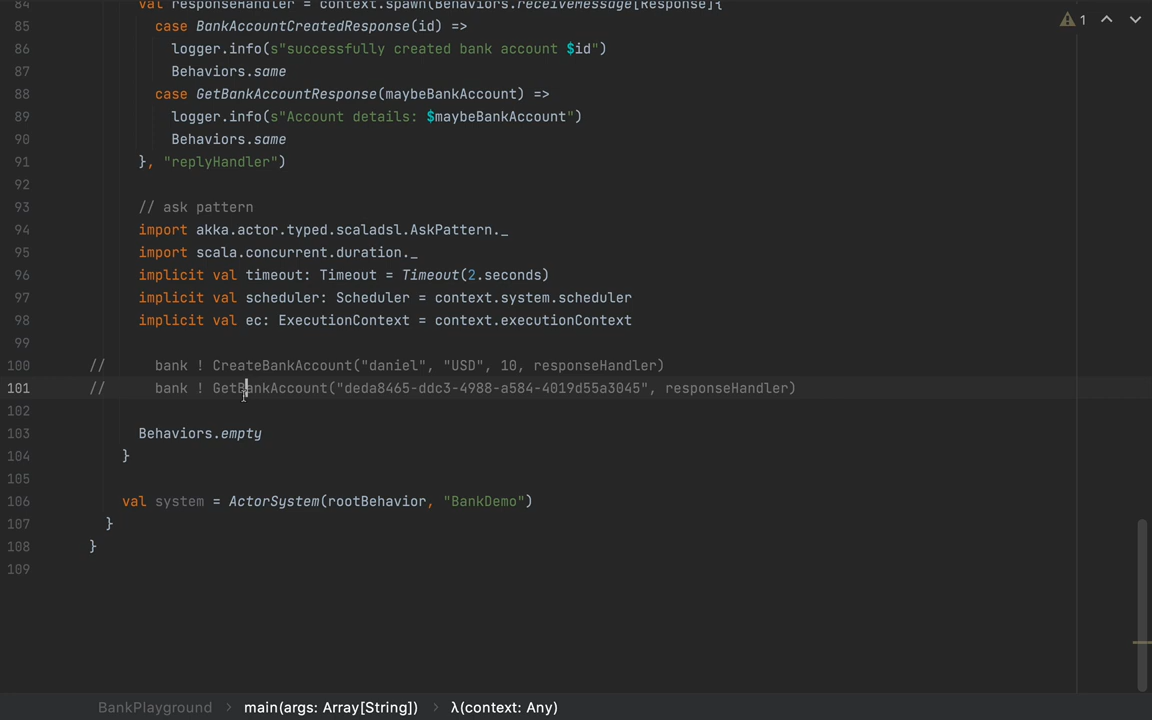 84 val responseHandler = context.spawn(Behaviors.receiveMessage[Response]{
1
85 case BankAccountCreatedResponse(id) =>
86 logger.info(s"successfully created bank account $id")
87 Behaviors.same
88 case GetBankAccountResponse(maybeBankAccount) =>
89 logger.info(s"Account details: $maybeBankAccount")
90 Behaviors.same
91 }, "replyHandler")
92
93 // ask pattern
94 import akka.actor.typed.scaladsl.AskPattern._
95 import scala.concurrent.duration._
96 implicit val timeout: Timeout = Timeout(2.seconds)
97 implicit val scheduler: Scheduler = context.system.scheduler
98 implicit val ec: ExecutionContext = context.executionContext
99
100 // bank ! CreateBankAccount("daniel", "USD", 10, responseHandler)
101 // bank ! GetBankAccount("deda8465-ddc3-4988-a584-4019d55a3045", responseHandler)
102
103 Behaviors.empty
104 }
105
106 val system = ActorSystem(rootBehavior, "BankDemo")
107 }
108 }
109
BankPlayground > main(args: Array[String]) > λ(context: Any)